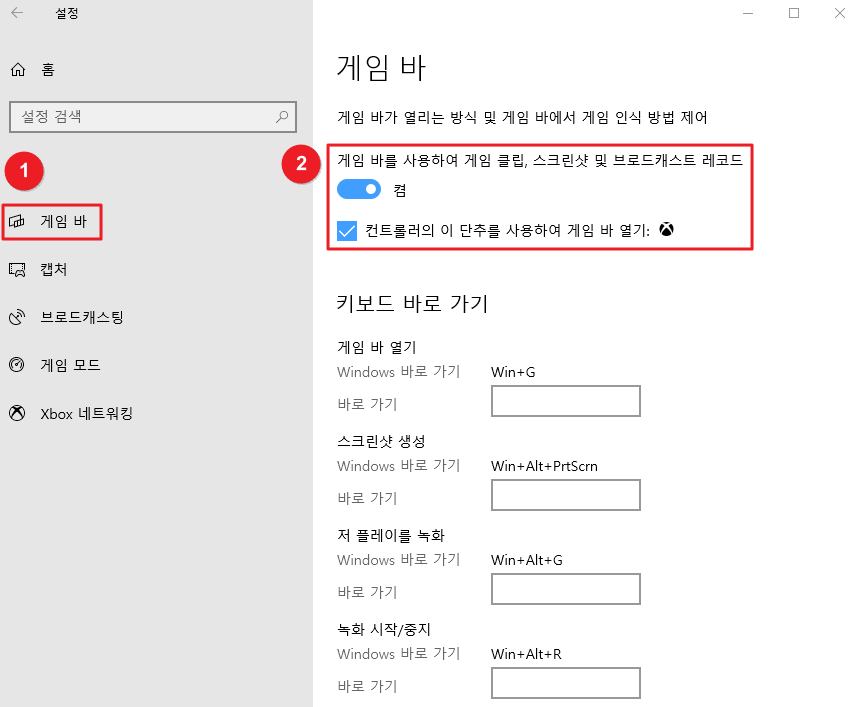 설정
홈
설정 검색
1
게임 바
캡처
브로드캐스팅
게임 모드
Xbox 네트워킹
게임 바
게임 바가 열리는 방식 및 게임 바에서 게임 인식 방법 제어
2
게임 바를 사용하여 게임 클립, 스크린샷 및 브로드캐스트 레코드
켬
컨트롤러의 이 단추를 사용하여 게임 바 열기:
키보드 바로 가기
게임 바 열기
Windows 바로 가기 Win+G
바로 가기
스크린샷 생성
Windows 바로 가기 Win+Alt+PrtScrn
바로 가기
저 플레이를 녹화
Windows 바로 가기 Win+Alt+G
바로 가기
녹화 시작/중지
Windows 바로 가기 Win+Alt+R
바로 가기